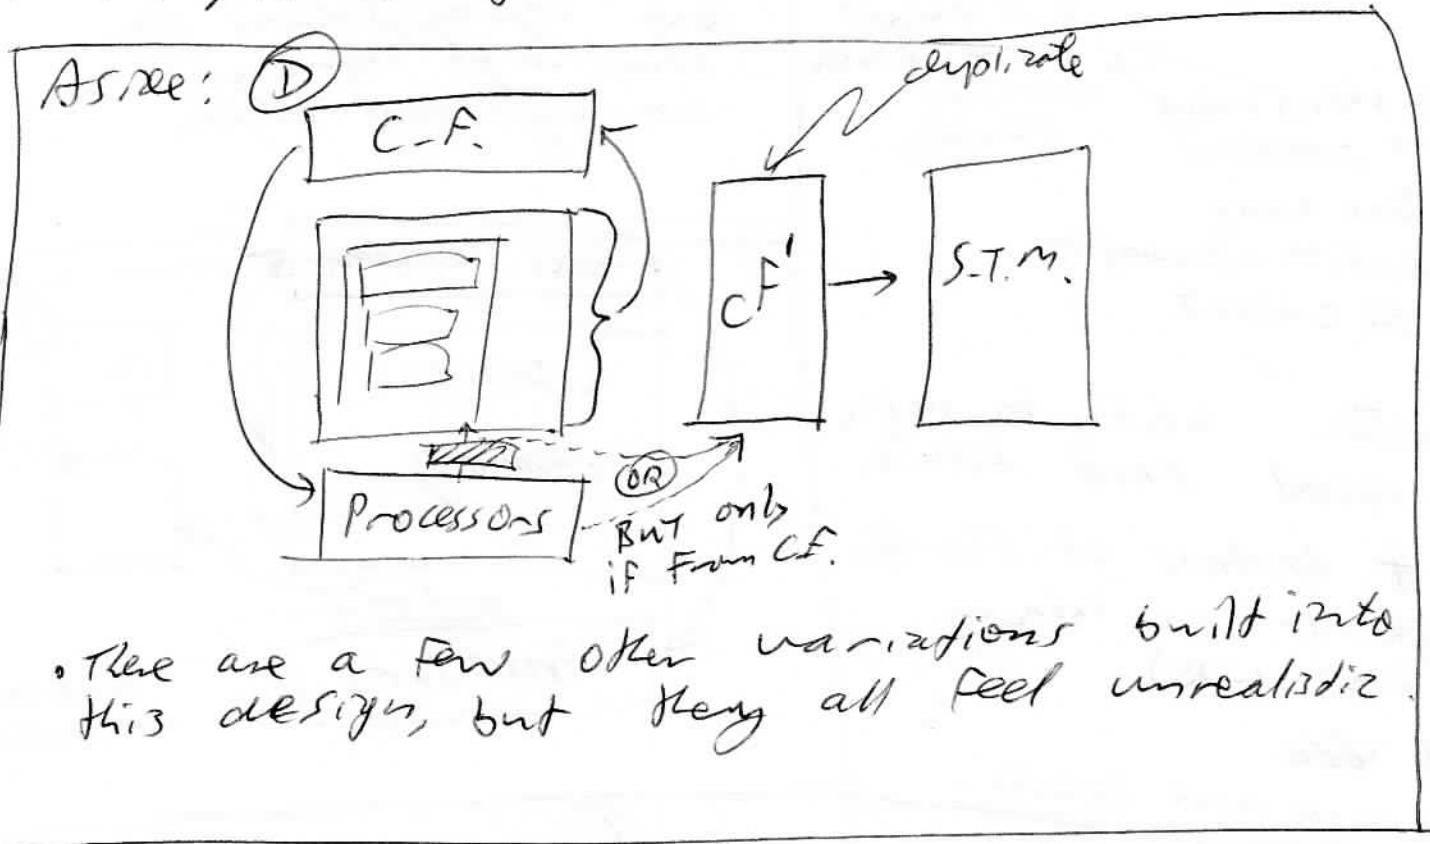 Aside: D
duplicate
C.F.
CF'
S.T.M.
OR
Processors
But only
if From C.F.
• There are a few other variations built into
this design, but they all feel unrealistic.